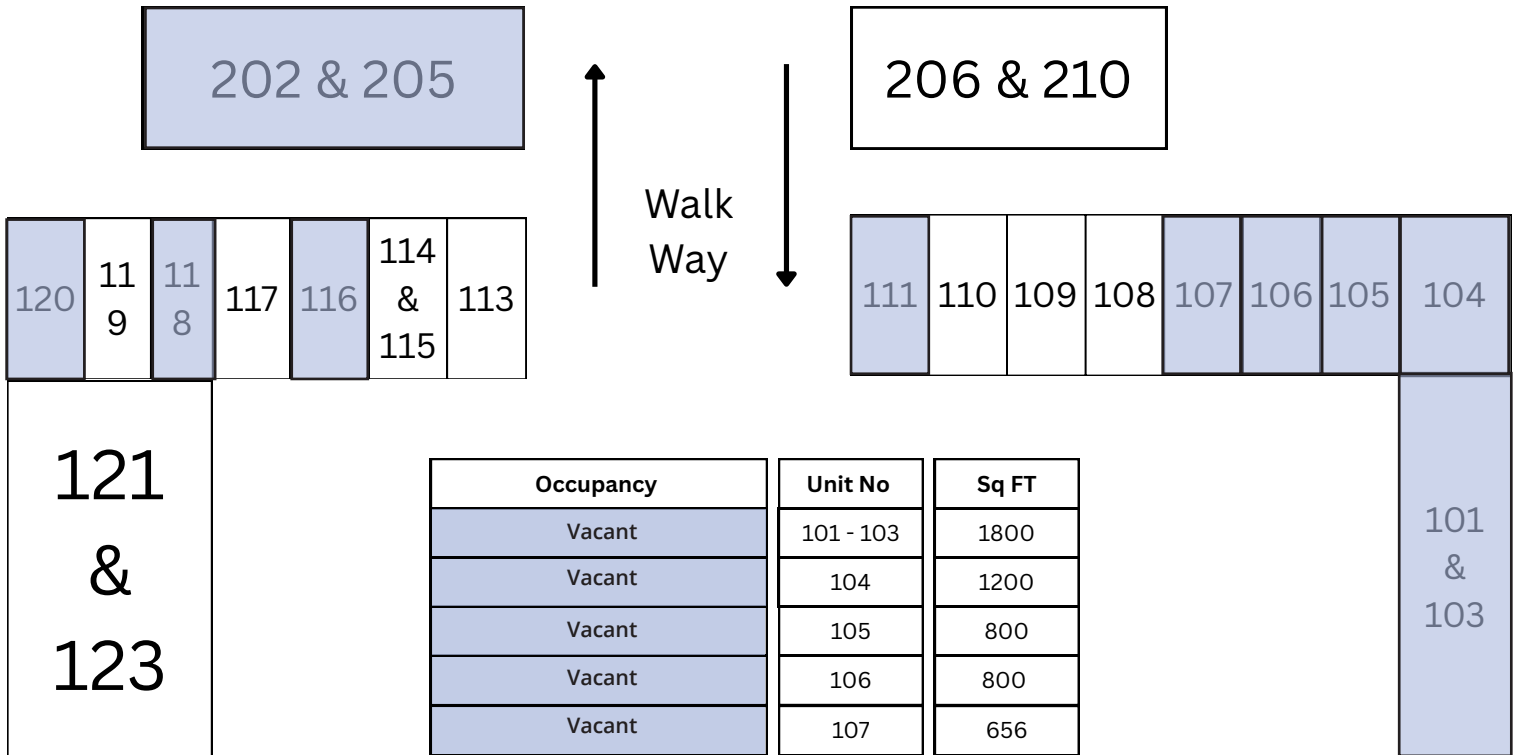 202 & 205
206 & 210
Walk
Way
120
11
9
11
8
117
116
114
&
115
113
111
110
109
108
107
106
105
104
121
&
123
101
&
103
Occupancy Unit No Sq FT
Vacant 101 - 103 1800
Vacant 104 1200
Vacant 105 800
Vacant 106 800
Vacant 107 656